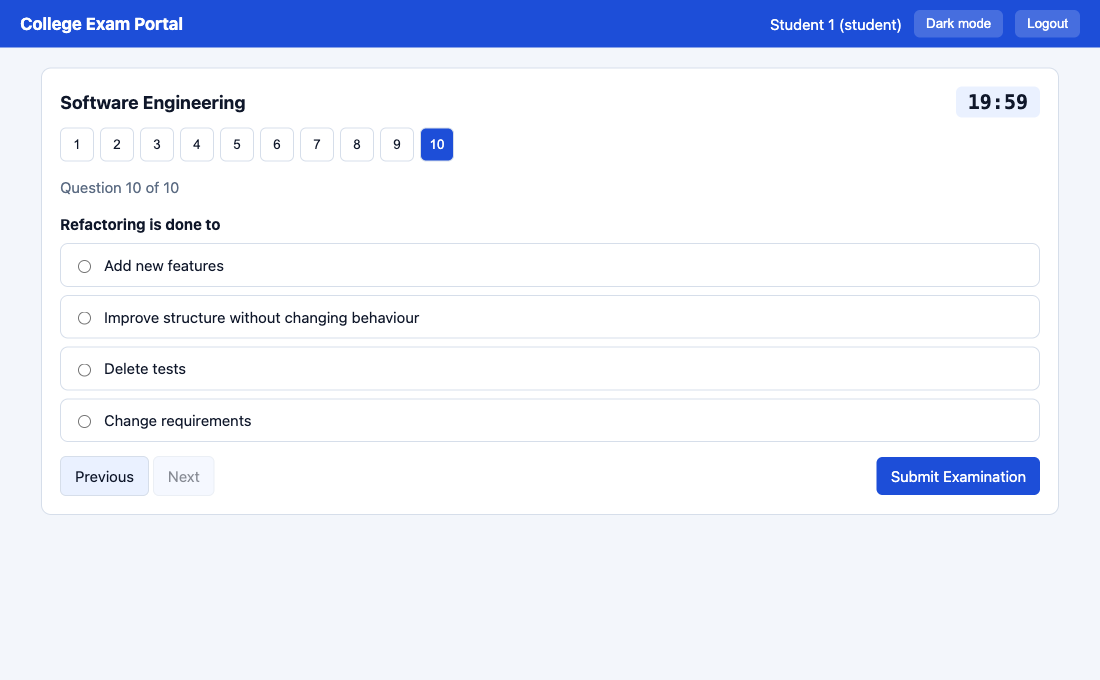 College Exam Portal
Student 1 (student) Dark mode Logout
Software Engineering 19:59
1 2 3 4 5 6 7 8 9 10
Question 10 of 10
Refactoring is done to
Add new features
Improve structure without changing behaviour
Delete tests
Change requirements
Previous Next Submit Examination